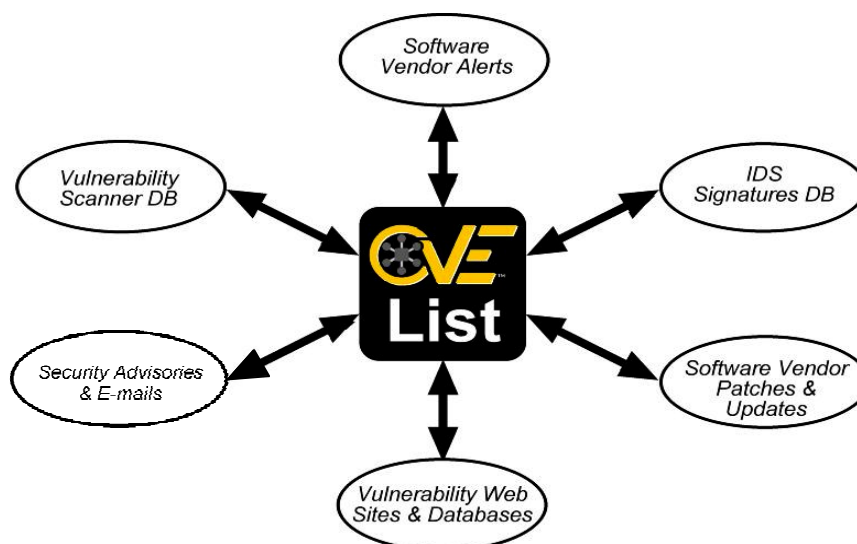 Software
Vendor Alerts
Vulnerability
Scanner DB
IDS
Signatures DB
CVE™
List
Security Advisories
& E-mails
Software Vendor
Patches &
Updates
Vulnerability Web
Sites & Databases